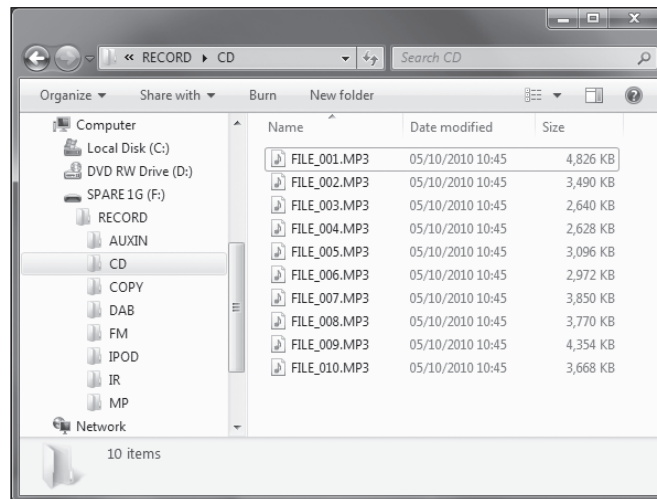 « RECORD ▸ CD
Search CD
Organize Share with Burn New folder
Computer
Local Disk (C:)
DVD RW Drive (D:)
SPARE 1G (F:)
RECORD
AUXIN
CD
COPY
DAB
FM
IPOD
IR
MP
Network
Name Date modified Size
FILE_001.MP3 05/10/2010 10:45 4,826 KB
FILE_002.MP3 05/10/2010 10:45 3,490 KB
FILE_003.MP3 05/10/2010 10:45 2,640 KB
FILE_004.MP3 05/10/2010 10:45 2,628 KB
FILE_005.MP3 05/10/2010 10:45 3,096 KB
FILE_006.MP3 05/10/2010 10:45 2,972 KB
FILE_007.MP3 05/10/2010 10:45 3,850 KB
FILE_008.MP3 05/10/2010 10:45 3,770 KB
FILE_009.MP3 05/10/2010 10:45 4,354 KB
FILE_010.MP3 05/10/2010 10:45 3,668 KB
10 items